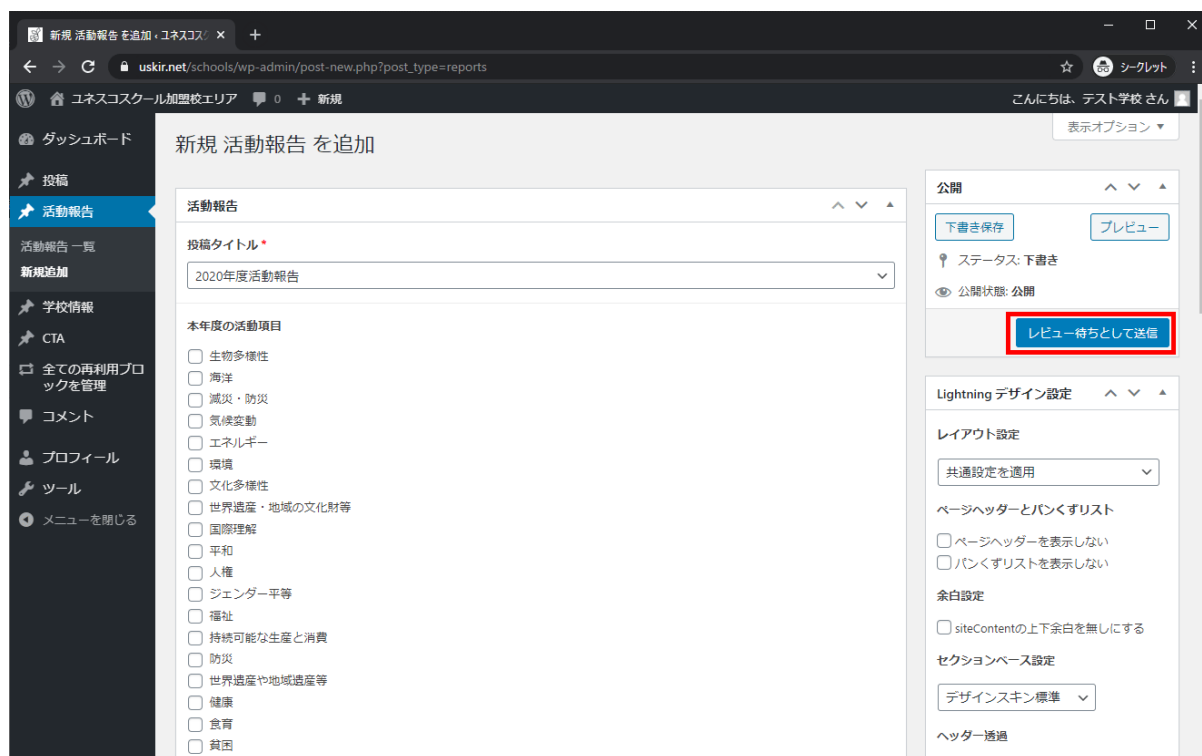 新規 活動報告 を追加 ‹ ユネスコス
uskir.net/schools/wp-admin/post-new.php?post_type=reports
シークレット
ユネスコスクール加盟校エリア 0 新規
こんにちは、テスト学校 さん
表示オプション ▼
ダッシュボード
投稿
活動報告
活動報告 一覧
新規追加
学校情報
CTA
全ての再利用ブロ
ックを管理
コメント
プロフィール
ツール
メニューを閉じる
新規 活動報告 を追加
活動報告
投稿タイトル *
2020年度活動報告
本年度の活動項目
生物多様性
海洋
減災・防災
気候変動
エネルギー
環境
文化多様性
世界遺産・地域の文化財等
国際理解
平和
人権
ジェンダー平等
福祉
持続可能な生産と消費
防災
世界遺産や地域遺産等
健康
食育
貧困
公開
下書き保存
プレビュー
ステータス: 下書き
公開状態: 公開
レビュー待ちとして送信
Lightning デザイン設定
レイアウト設定
共通設定を適用
ページヘッダーとパンくずリスト
ページヘッダーを表示しない
パンくずリストを表示しない
余白設定
siteContentの上下余白を無しにする
セクションベース設定
デザインスキン標準
ヘッダー透過